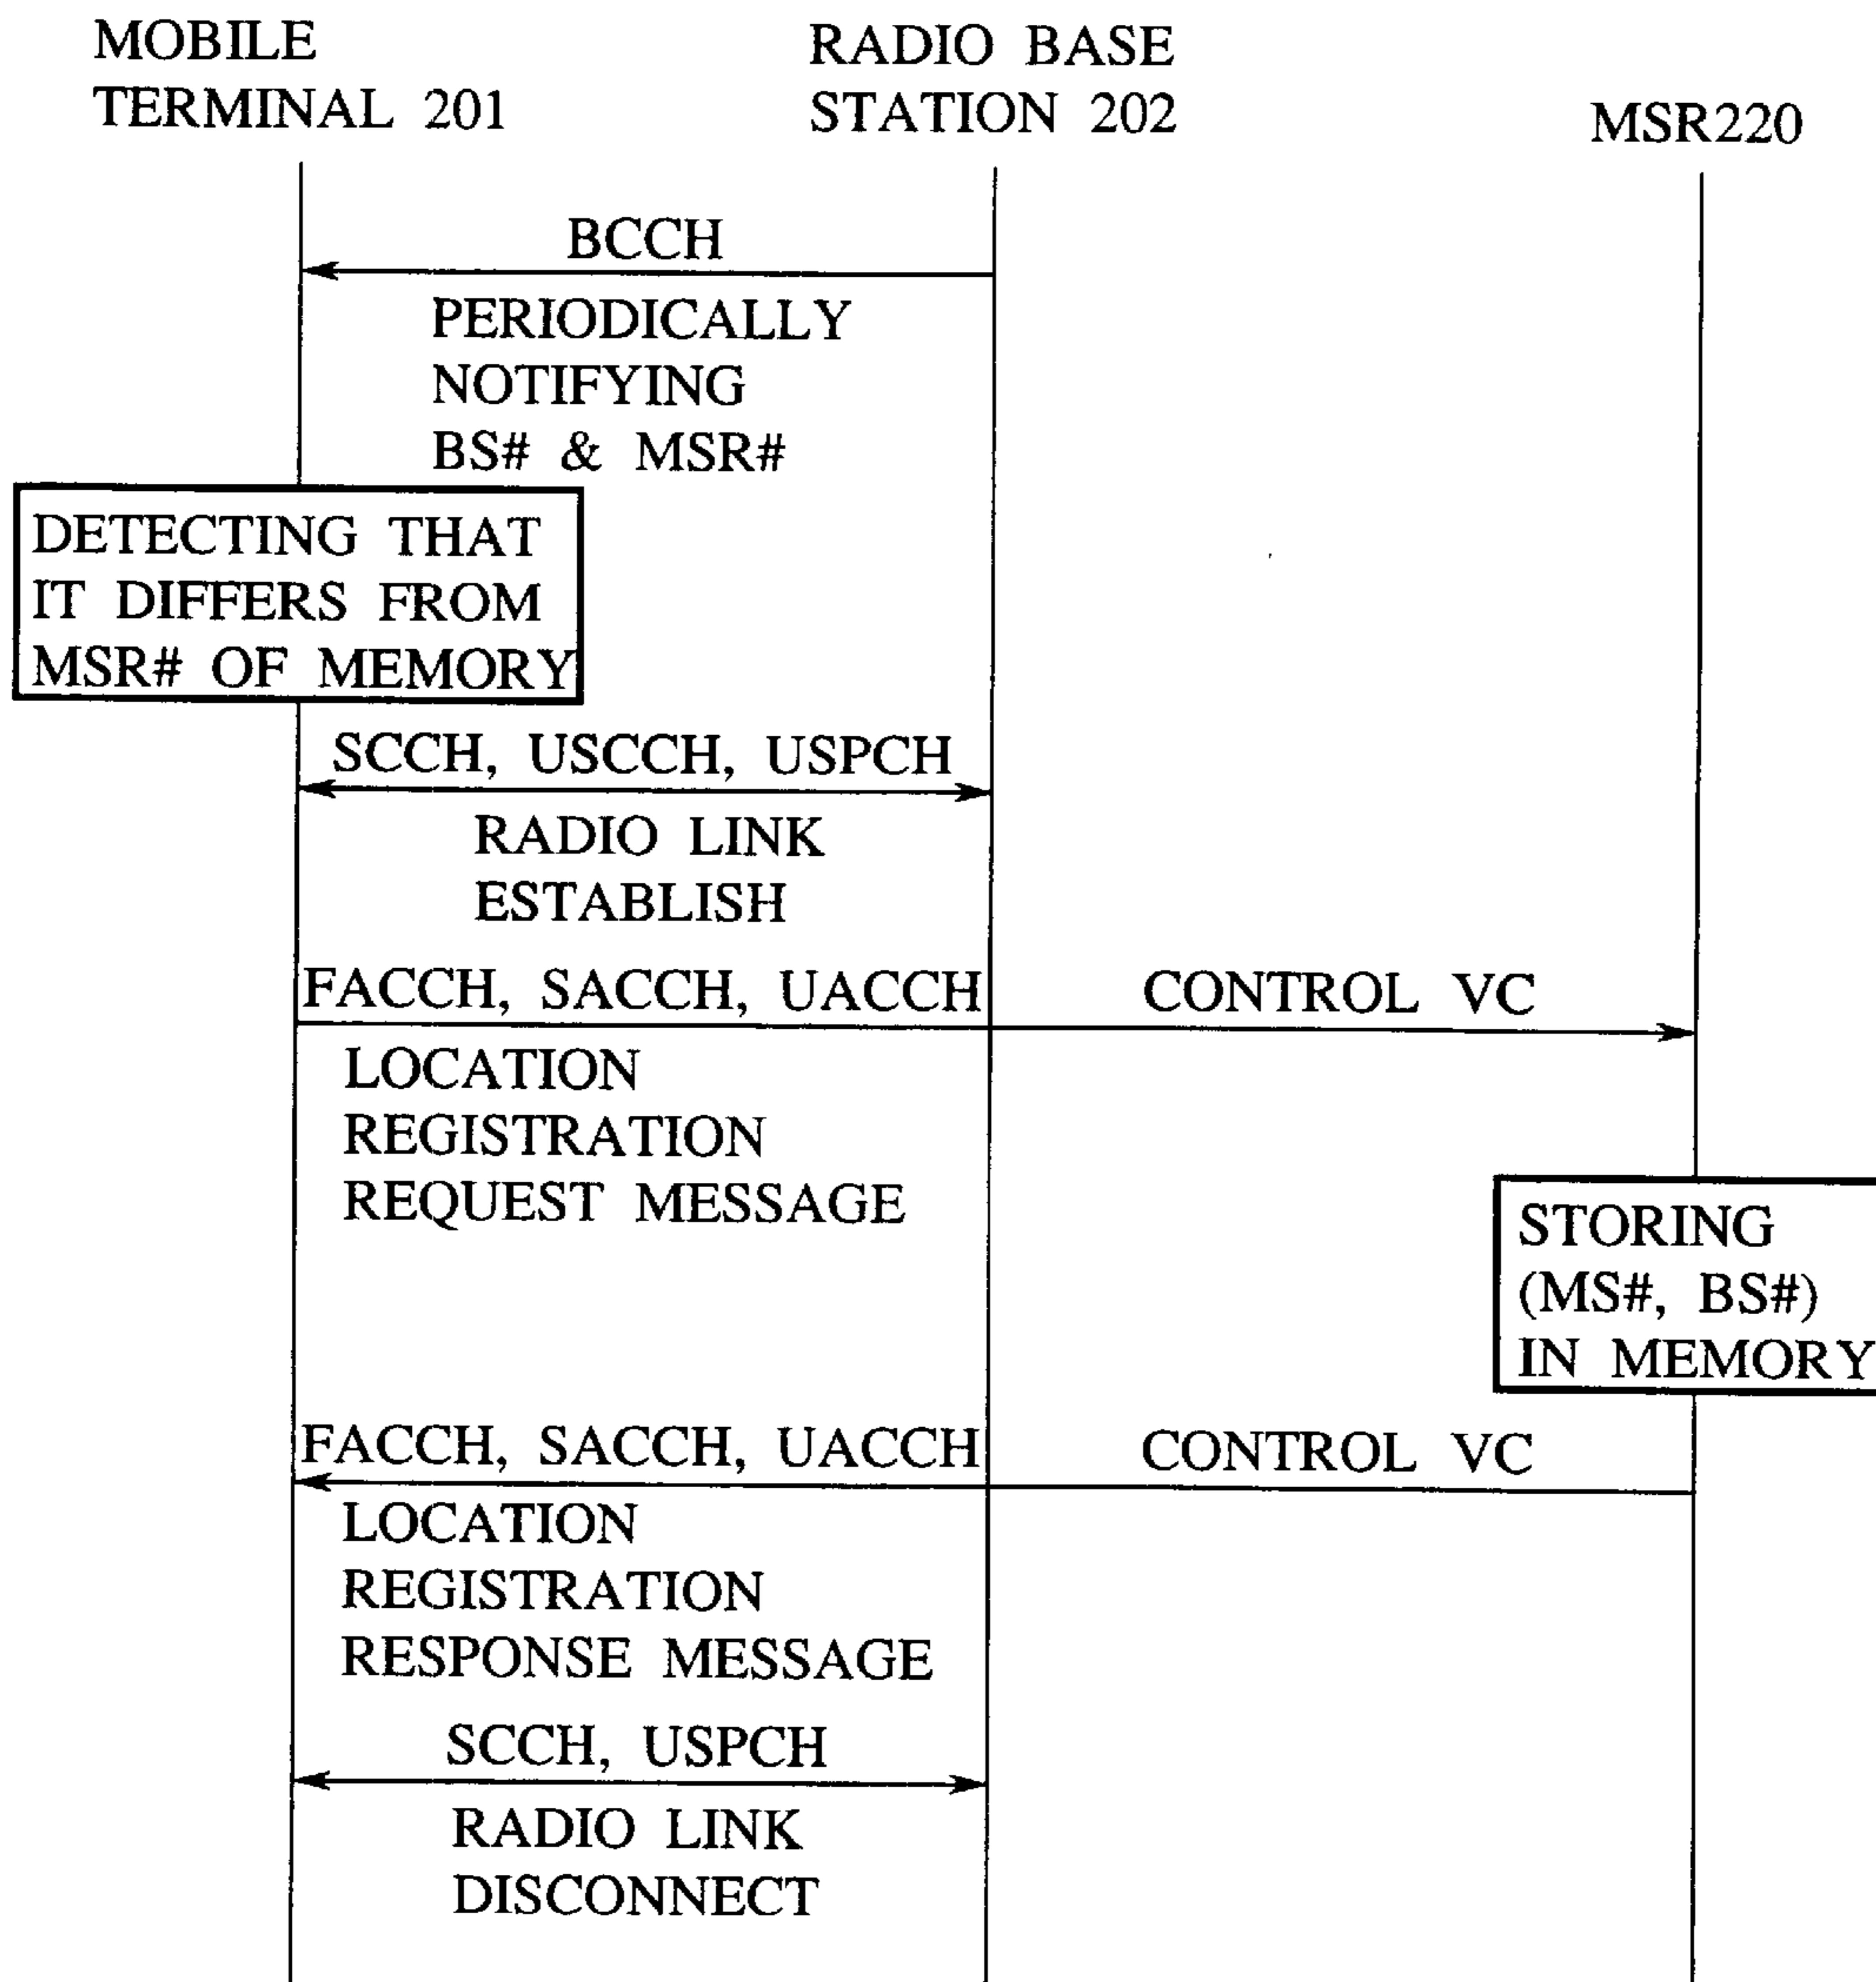 MOBILE
TERMINAL 201
RADIO BASE
STATION 202
MSR220
BCCH
PERIODICALLY
NOTIFYING
BS# & MSR#
DETECTING THAT
IT DIFFERS FROM
MSR# OF MEMORY
SCCH, USCCH, USPCH
RADIO LINK
ESTABLISH
FACCH, SACCH, UACCH
CONTROL VC
LOCATION
REGISTRATION
REQUEST MESSAGE
STORING
(MS#, BS#)
IN MEMORY
FACCH, SACCH, UACCH
CONTROL VC
LOCATION
REGISTRATION
RESPONSE MESSAGE
SCCH, USPCH
RADIO LINK
DISCONNECT